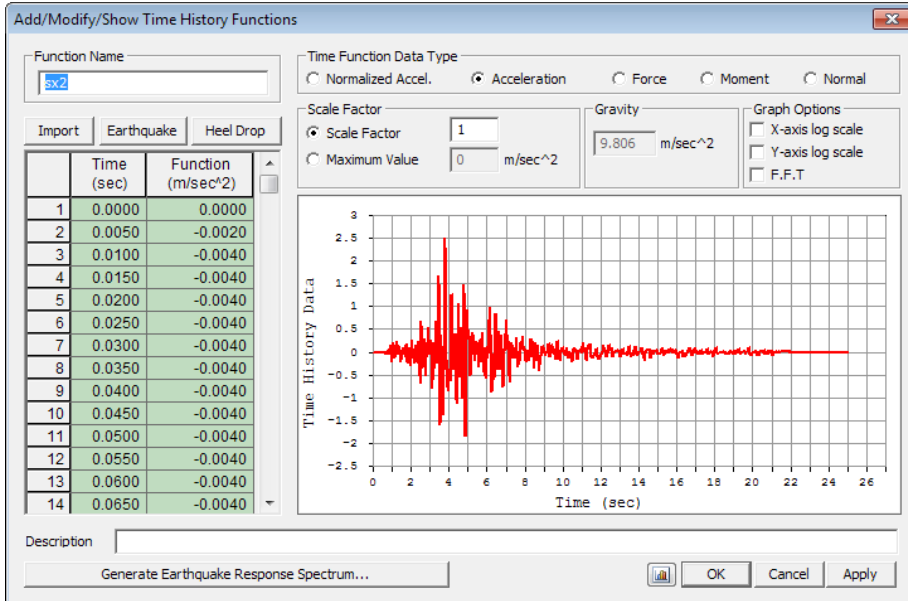 Add/Modify/Show Time History Functions
Function Name
sx2
Import Earthquake Heel Drop
Time Function Data Type
Normalized Accel. Acceleration Force Moment Normal
Scale Factor
Scale Factor 1
Maximum Value 0 m/sec^2
Gravity
9.806 m/sec^2
Graph Options
X-axis log scale
Y-axis log scale
F.F.T
Time (sec) Function (m/sec^2)
1 0.0000 0.0000
2 0.0050 -0.0020
3 0.0100 -0.0040
4 0.0150 -0.0040
5 0.0200 -0.0040
6 0.0250 -0.0040
7 0.0300 -0.0040
8 0.0350 -0.0040
9 0.0400 -0.0040
10 0.0450 -0.0040
11 0.0500 -0.0040
12 0.0550 -0.0040
13 0.0600 -0.0040
14 0.0650 -0.0040
Time History Data
3
2.5
2
1.5
1
0.5
0
-0.5
-1
-1.5
-2
-2.5
0 2 4 6 8 10 12 14 16 18 20 22 24 26
Time (sec)
Description
Generate Earthquake Response Spectrum... OK Cancel Apply